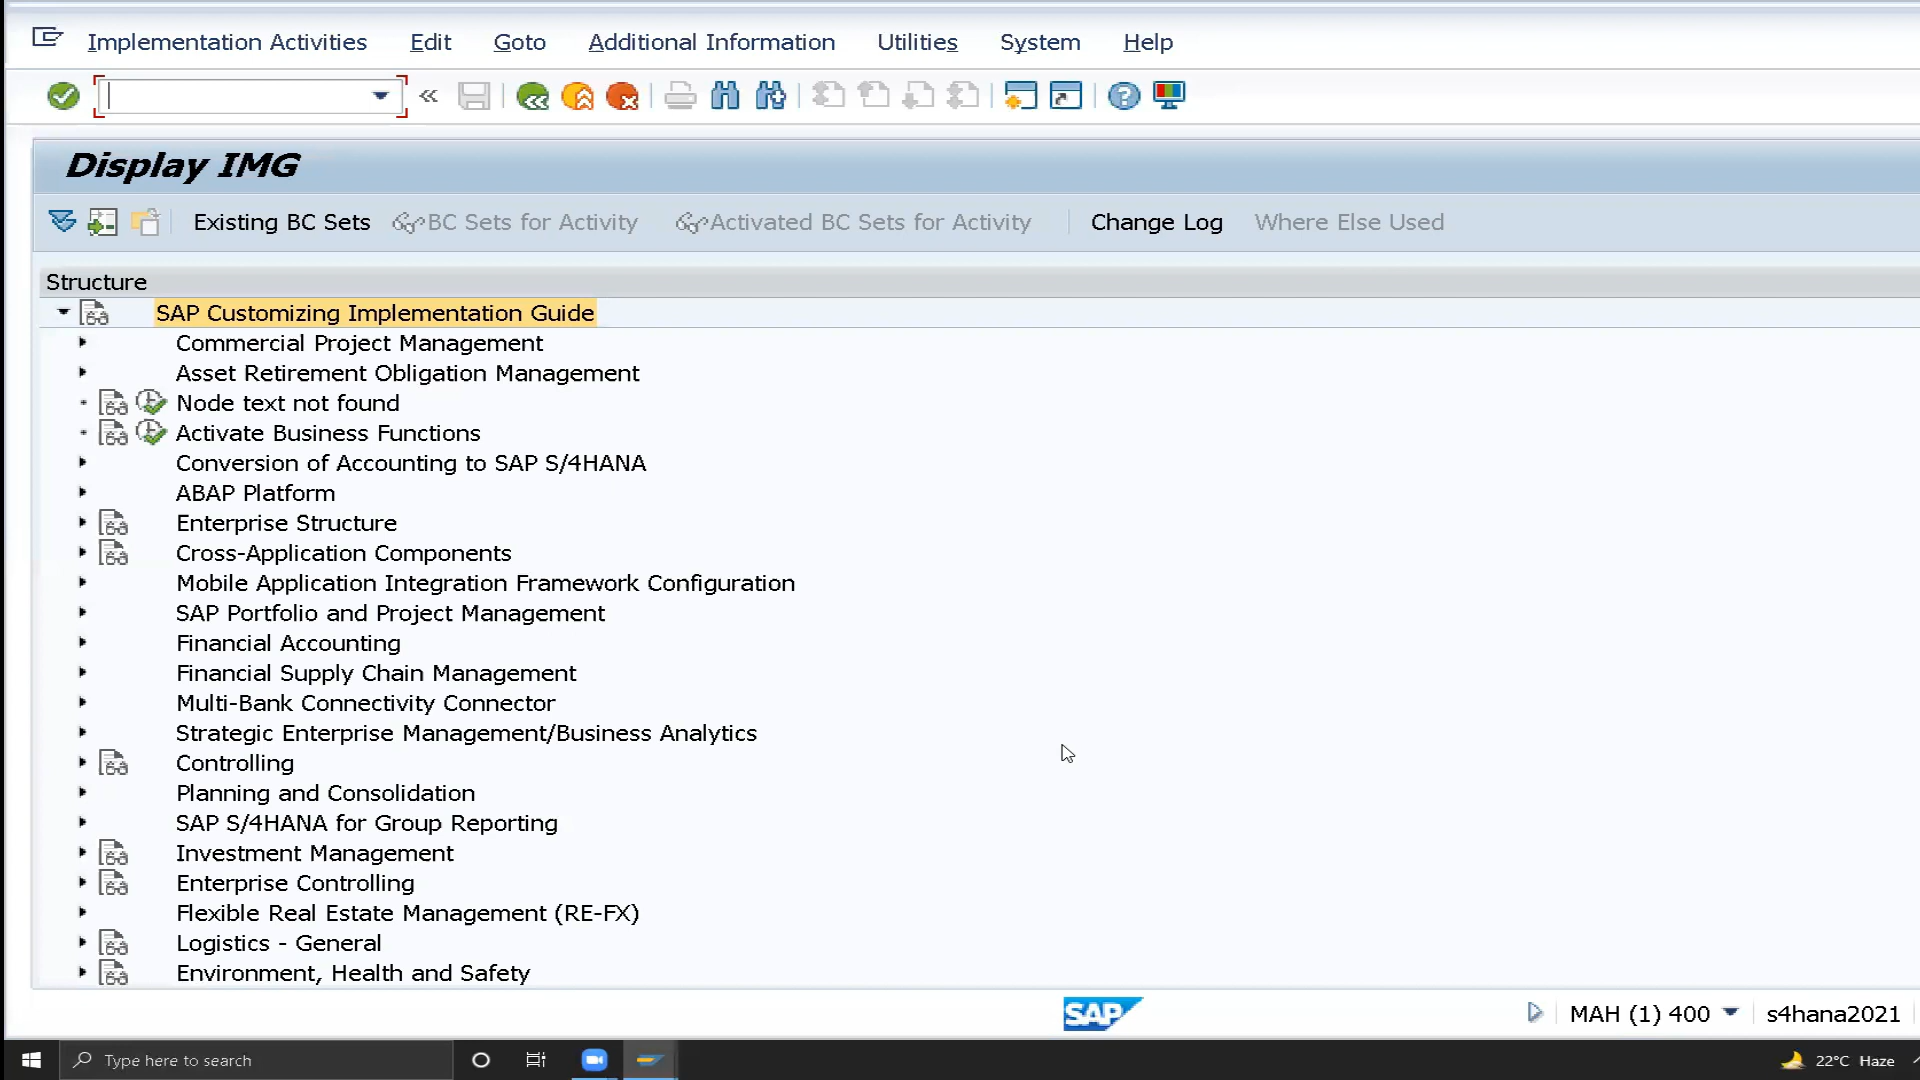 Implementation Activities Edit Goto Additional Information Utilities System Help
Display IMG
Existing BC Sets BC Sets for Activity Activated BC Sets for Activity Change Log Where Else Used
Structure
SAP Customizing Implementation Guide
Commercial Project Management
Asset Retirement Obligation Management
Node text not found
Activate Business Functions
Conversion of Accounting to SAP S/4HANA
ABAP Platform
Enterprise Structure
Cross-Application Components
Mobile Application Integration Framework Configuration
SAP Portfolio and Project Management
Financial Accounting
Financial Supply Chain Management
Multi-Bank Connectivity Connector
Strategic Enterprise Management/Business Analytics
Controlling
Planning and Consolidation
SAP S/4HANA for Group Reporting
Investment Management
Enterprise Controlling
Flexible Real Estate Management (RE-FX)
Logistics - General
Environment, Health and Safety
SAP MAH (1) 400 s4hana2021
Type here to search 22°C Haze